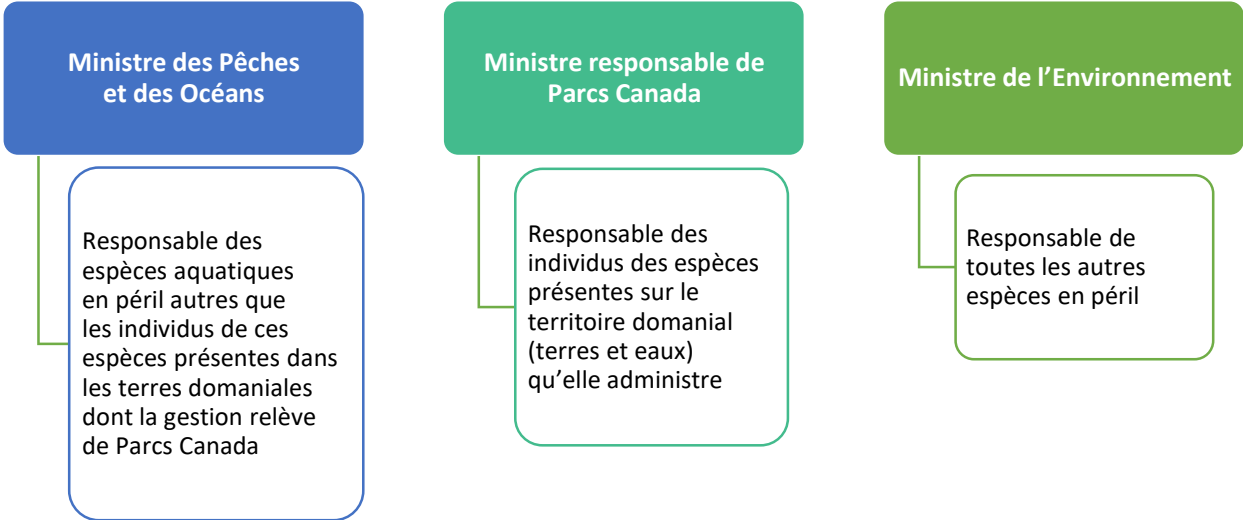 Ministre des Pêches
et des Océans
Responsable des
espèces aquatiques
en péril autres que
les individus de ces
espèces présentes dans
les terres domaniales
dont la gestion relève
de Parcs Canada
Ministre responsable de
Parcs Canada
Responsable des
individus des espèces
présentes sur le
territoire domanial
(terres et eaux)
qu’elle administre
Ministre de l’Environnement
Responsable de
toutes les autres
espèces en péril